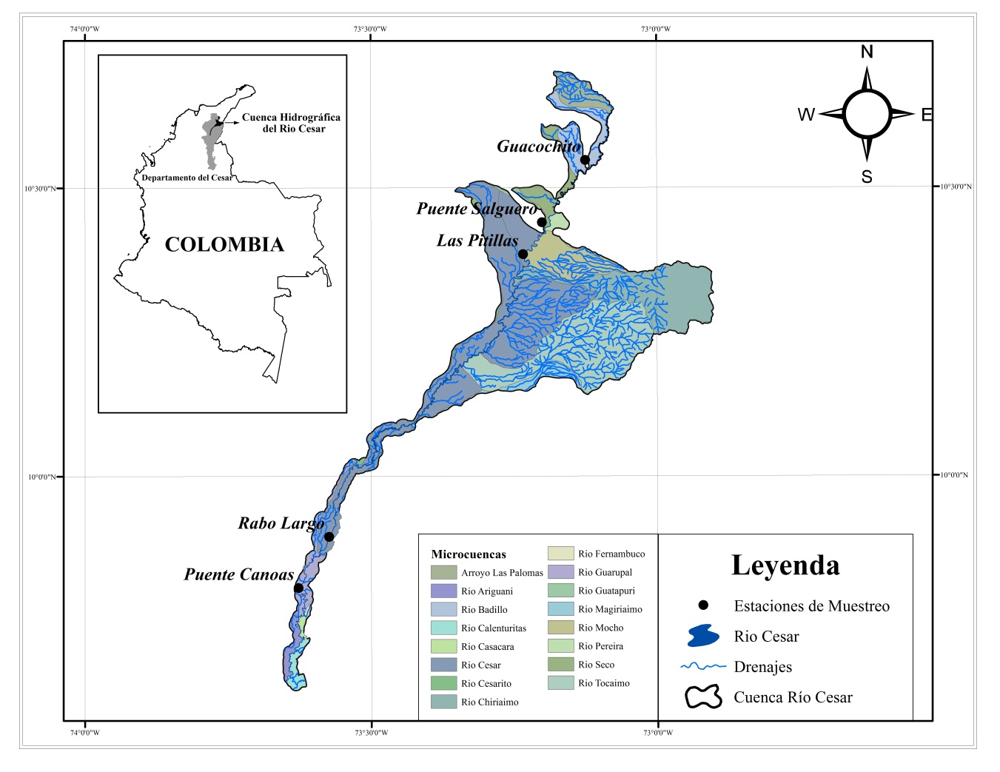 74°0'0"W
73°30'0"W
73°0'0"W
N
W
E
S
Cuenca Hidrográfica
del Rio Cesar
Departamento del Cesar
COLOMBIA
Guacochito
10°30'0"N
10°30'0"N
Puente Salguero
Las Pitillas
10°0'0"N
10°0'0"N
Rabo Largo
Puente Canoas
Microcuencas
Arroyo Las Palomas
Rio Ariguani
Rio Badillo
Rio Calenturitas
Rio Casacara
Rio Cesar
Rio Cesarito
Rio Chiriaimo
Rio Fernambuco
Rio Guarupal
Rio Guatapuri
Rio Magiriaimo
Rio Mocho
Rio Pereira
Rio Seco
Rio Tocaimo
Leyenda
Estaciones de Muestreo
Rio Cesar
Drenajes
Cuenca Río Cesar
74°0'0"W
73°30'0"W
73°0'0"W